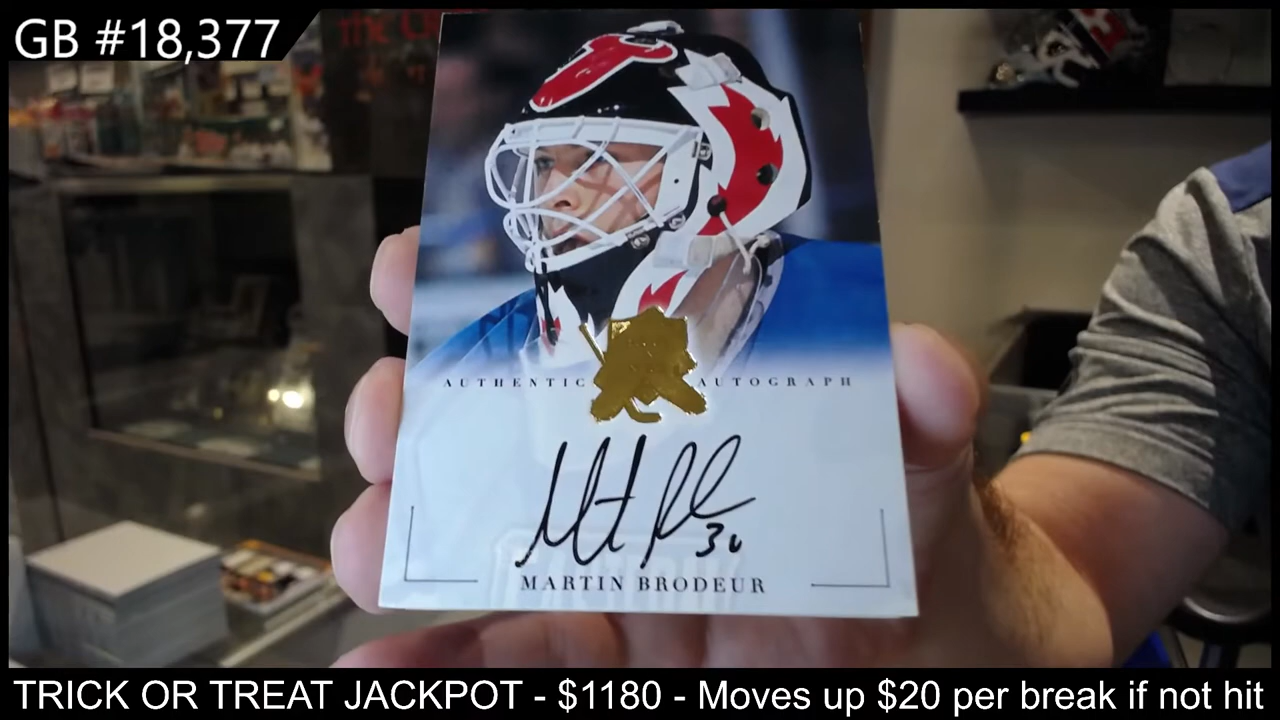 GB #18,377
AUTHENTIC AUTOGRAPH
30
MARTIN BRODEUR
TRICK OR TREAT JACKPOT - $1180 - Moves up $20 per break if not hit